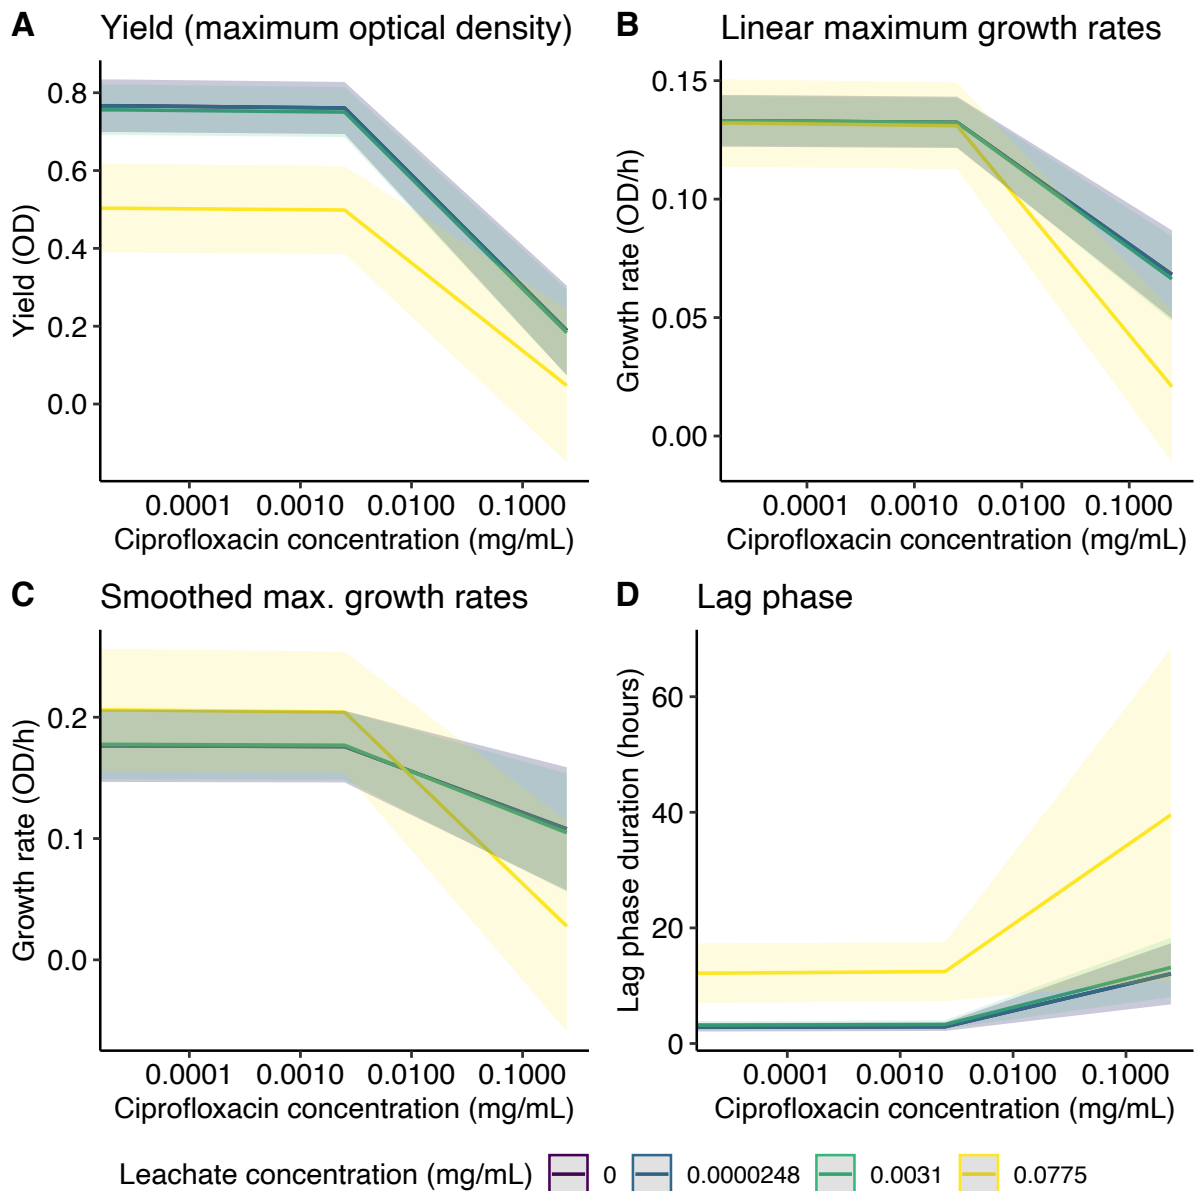 A Yield (maximum optical density)
Yield (OD)
0.8
0.6
0.4
0.2
0.0
0.0001 0.0010 0.0100 0.1000
Ciprofloxacin concentration (mg/mL)
B Linear maximum growth rates
Growth rate (OD/h)
0.15
0.10
0.05
0.00
0.0001 0.0010 0.0100 0.1000
Ciprofloxacin concentration (mg/mL)
C Smoothed max. growth rates
Growth rate (OD/h)
0.2
0.1
0.0
0.0001 0.0010 0.0100 0.1000
Ciprofloxacin concentration (mg/mL)
D Lag phase
Lag phase duration (hours)
60
40
20
0
0.0001 0.0010 0.0100 0.1000
Ciprofloxacin concentration (mg/mL)
Leachate concentration (mg/mL) 0 0.0000248 0.0031 0.0775